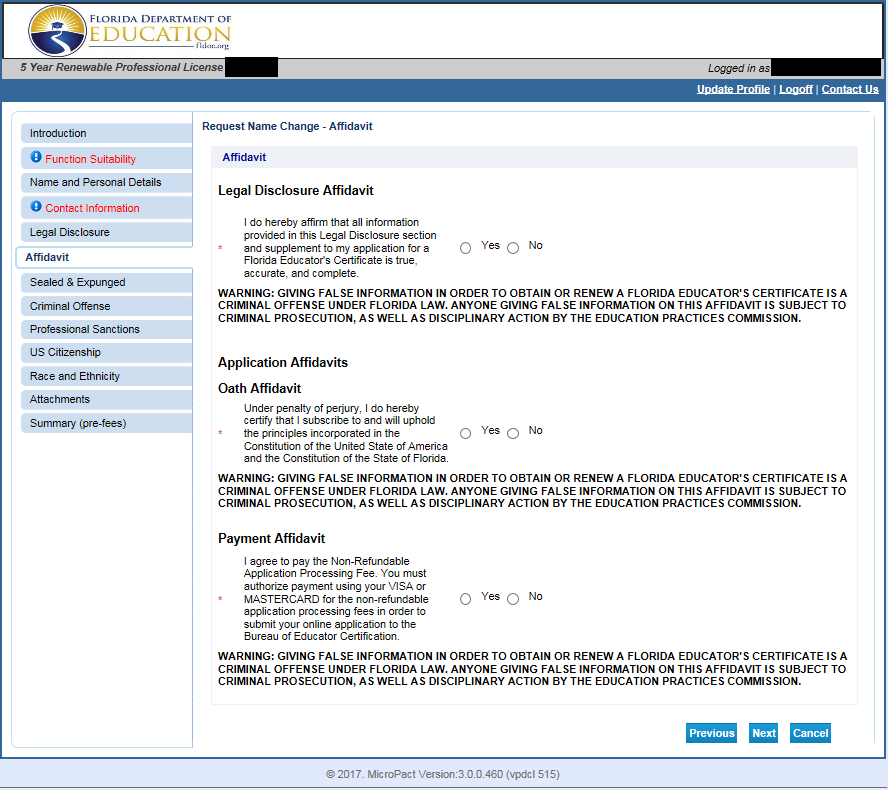 FLORIDA DEPARTMENT OF
EDUCATION
fldoe.org
5 Year Renewable Professional License
Logged in as
Update Profile | Logoff | Contact Us
Request Name Change - Affidavit
Introduction
Function Suitability
Name and Personal Details
Contact Information
Legal Disclosure
Affidavit
Sealed & Expunged
Criminal Offense
Professional Sanctions
US Citizenship
Race and Ethnicity
Attachments
Summary (pre-fees)
Affidavit
Legal Disclosure Affidavit
I do hereby affirm that all information
provided in this Legal Disclosure section
* and supplement to my application for a
Florida Educator's Certificate is true,
accurate, and complete.
Yes No
WARNING: GIVING FALSE INFORMATION IN ORDER TO OBTAIN OR RENEW A FLORIDA EDUCATOR'S CERTIFICATE IS A
CRIMINAL OFFENSE UNDER FLORIDA LAW. ANYONE GIVING FALSE INFORMATION ON THIS AFFIDAVIT IS SUBJECT TO
CRIMINAL PROSECUTION, AS WELL AS DISCIPLINARY ACTION BY THE EDUCATION PRACTICES COMMISSION.
Application Affidavits
Oath Affidavit
Under penalty of perjury, I do hereby
certify that I subscribe to and will uphold
* the principles incorporated in the
Constitution of the United State of America
and the Constitution of the State of Florida.
Yes No
WARNING: GIVING FALSE INFORMATION IN ORDER TO OBTAIN OR RENEW A FLORIDA EDUCATOR'S CERTIFICATE IS A
CRIMINAL OFFENSE UNDER FLORIDA LAW. ANYONE GIVING FALSE INFORMATION ON THIS AFFIDAVIT IS SUBJECT TO
CRIMINAL PROSECUTION, AS WELL AS DISCIPLINARY ACTION BY THE EDUCATION PRACTICES COMMISSION.
Payment Affidavit
I agree to pay the Non-Refundable
Application Processing Fee. You must
authorize payment using your VISA or
* MASTERCARD for the non-refundable
application processing fees in order to
submit your online application to the
Bureau of Educator Certification.
Yes No
WARNING: GIVING FALSE INFORMATION IN ORDER TO OBTAIN OR RENEW A FLORIDA EDUCATOR'S CERTIFICATE IS A
CRIMINAL OFFENSE UNDER FLORIDA LAW. ANYONE GIVING FALSE INFORMATION ON THIS AFFIDAVIT IS SUBJECT TO
CRIMINAL PROSECUTION, AS WELL AS DISCIPLINARY ACTION BY THE EDUCATION PRACTICES COMMISSION.
Previous Next Cancel
© 2017. MicroPact Version:3.0.0.460 (vpdcl 515)